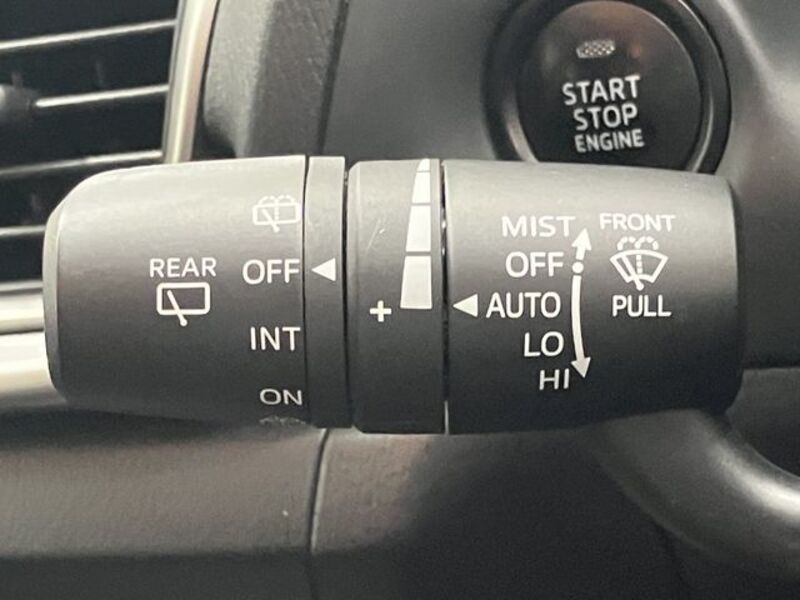 START
STOP
ENGINE
REAR
OFF
INT
ON
+
MIST
OFF
AUTO
LO
HI
FRONT
PULL